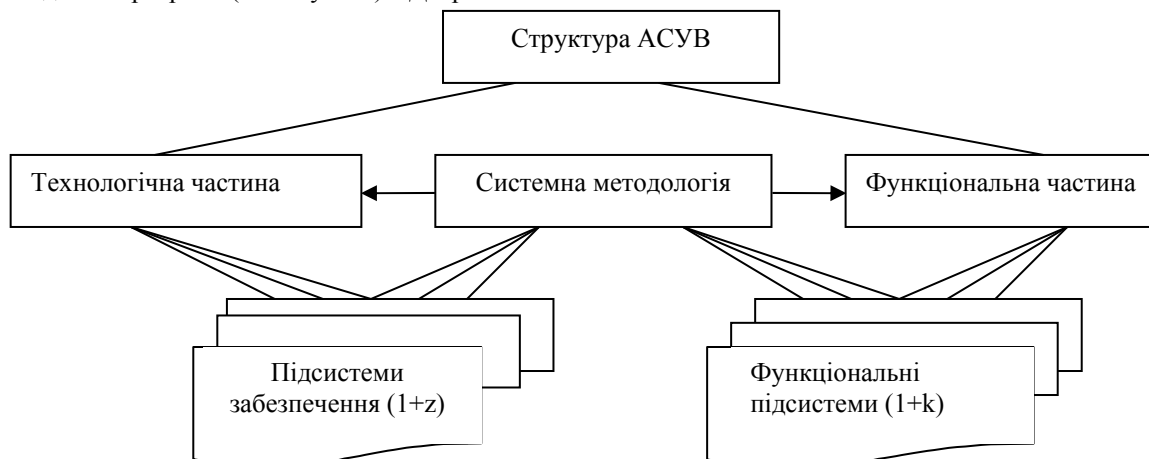 Структура АСУВ
Технологічна частина
Системна методологія
Функціональна частина
Підсистеми
забезпечення (1+z)
Функціональні
підсистеми (1+k)